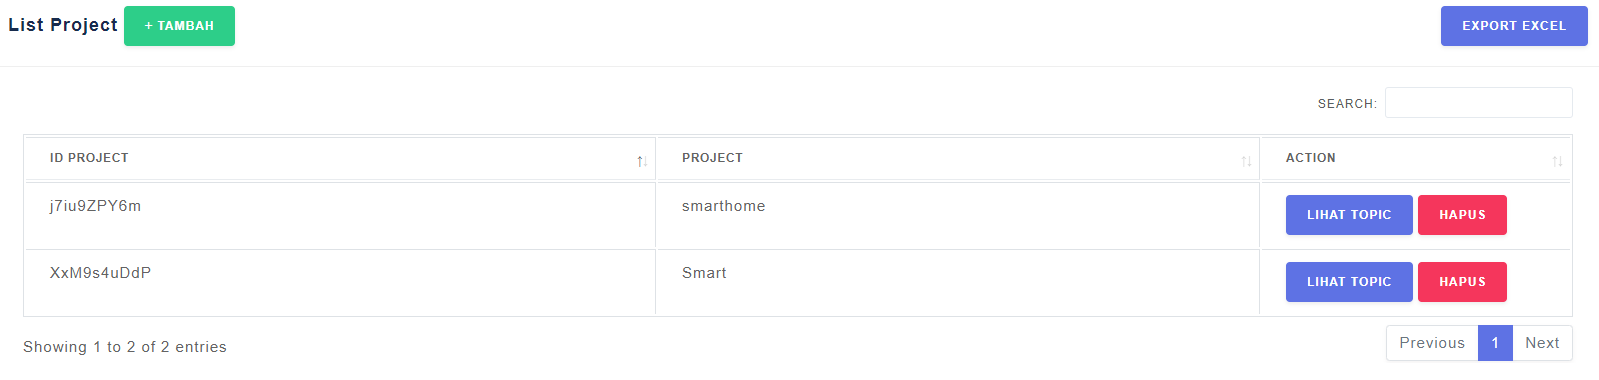 List Project + TAMBAH EXPORT EXCEL
SEARCH:
ID PROJECT PROJECT ACTION
j7iu9ZPY6m smarthome LIHAT TOPIC HAPUS
XxM9s4uDdP Smart LIHAT TOPIC HAPUS
Showing 1 to 2 of 2 entries Previous 1 Next